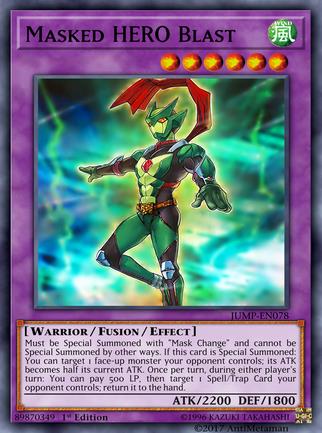 Masked HERO Blast
WIND
風
JUMP-EN078
[Warrior / Fusion / Effect]
Must be Special Summoned with "Mask Change" and cannot be
Special Summoned by other ways. If this card is Special Summoned:
You can target 1 face-up monster your opponent controls; its ATK
becomes half its current ATK. Once per turn, during either player's
turn: You can pay 500 LP, then target 1 Spell/Trap Card your
opponent controls; return it to the hand.
ATK/2200 DEF/1800
89870349 1st Edition ©1996 KAZUKI TAKAHASHI
©2017 AntiMetaman